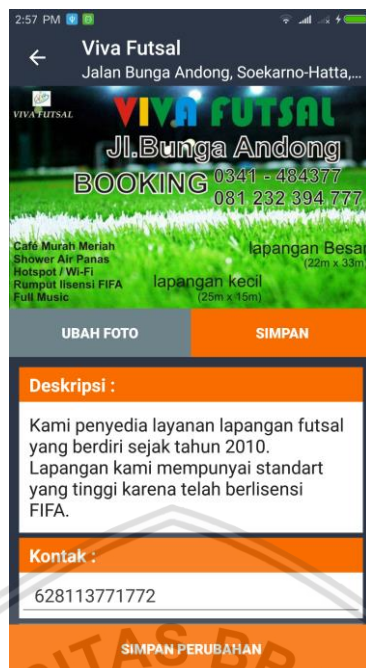 2:57 PM
Viva Futsal
Jalan Bunga Andong, Soekarno-Hatta,...
VIVA FUTSAL
VIVA FUTSAL
Jl.Bunga Andong
BOOKING 0341 - 484377
081 232 394 777
Café Murah Meriah
Shower Air Panas
Hotspot / Wi-Fi
Rumput lisensi FIFA
Full Music
lapangan Besar
(22m x 33m)
lapangan kecil
(25m x 15m)
UBAH FOTO
SIMPAN
Deskripsi :
Kami penyedia layanan lapangan futsal
yang berdiri sejak tahun 2010.
Lapangan kami mempunyai standart
yang tinggi karena telah berlisensi
FIFA.
Kontak :
628113771772
SIMPAN PERUBAHAN